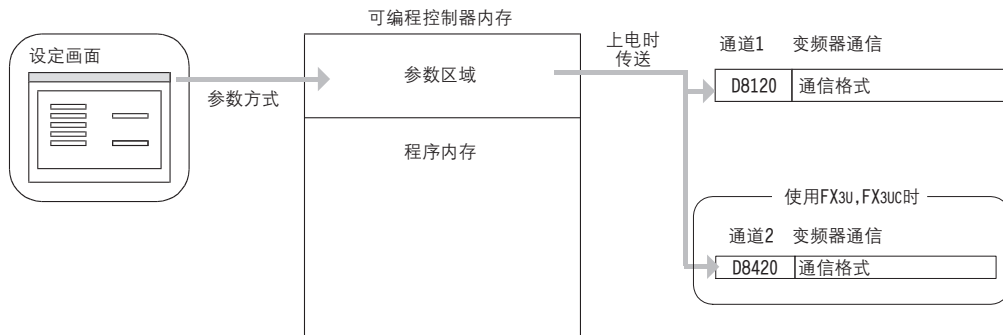 可编程控制器内存
设定画面
参数方式
参数区域
程序内存
上电时
传送
通道1 变频器通信
D8120 通信格式
使用FX3U,FX3UC时
通道2 变频器通信
D8420 通信格式